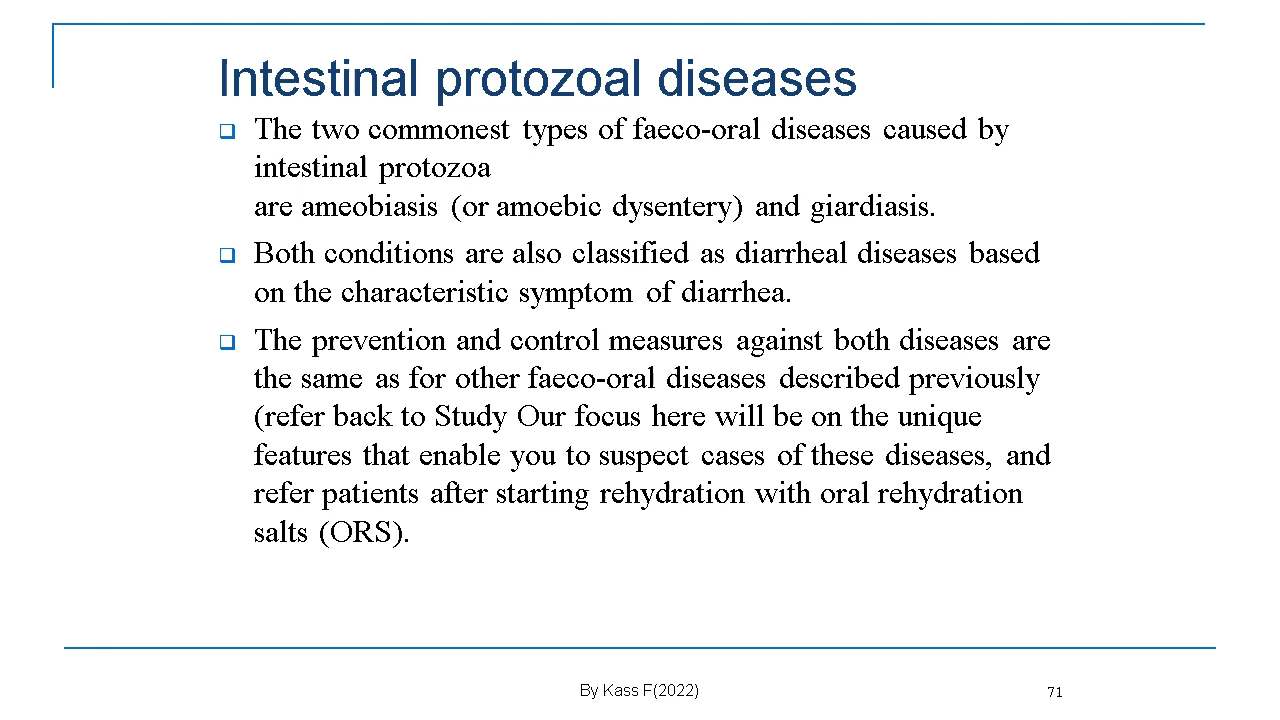 Intestinal protozoal diseases
The two commonest types of faeco-oral diseases caused by
intestinal protozoa
are ameobiasis (or amoebic dysentery) and giardiasis.
Both conditions are also classified as diarrheal diseases based
on the characteristic symptom of diarrhea.
The prevention and control measures against both diseases are
the same as for other faeco-oral diseases described previously
(refer back to Study Our focus here will be on the unique
features that enable you to suspect cases of these diseases, and
refer patients after starting rehydration with oral rehydration
salts (ORS).
By Kass F(2022)
71